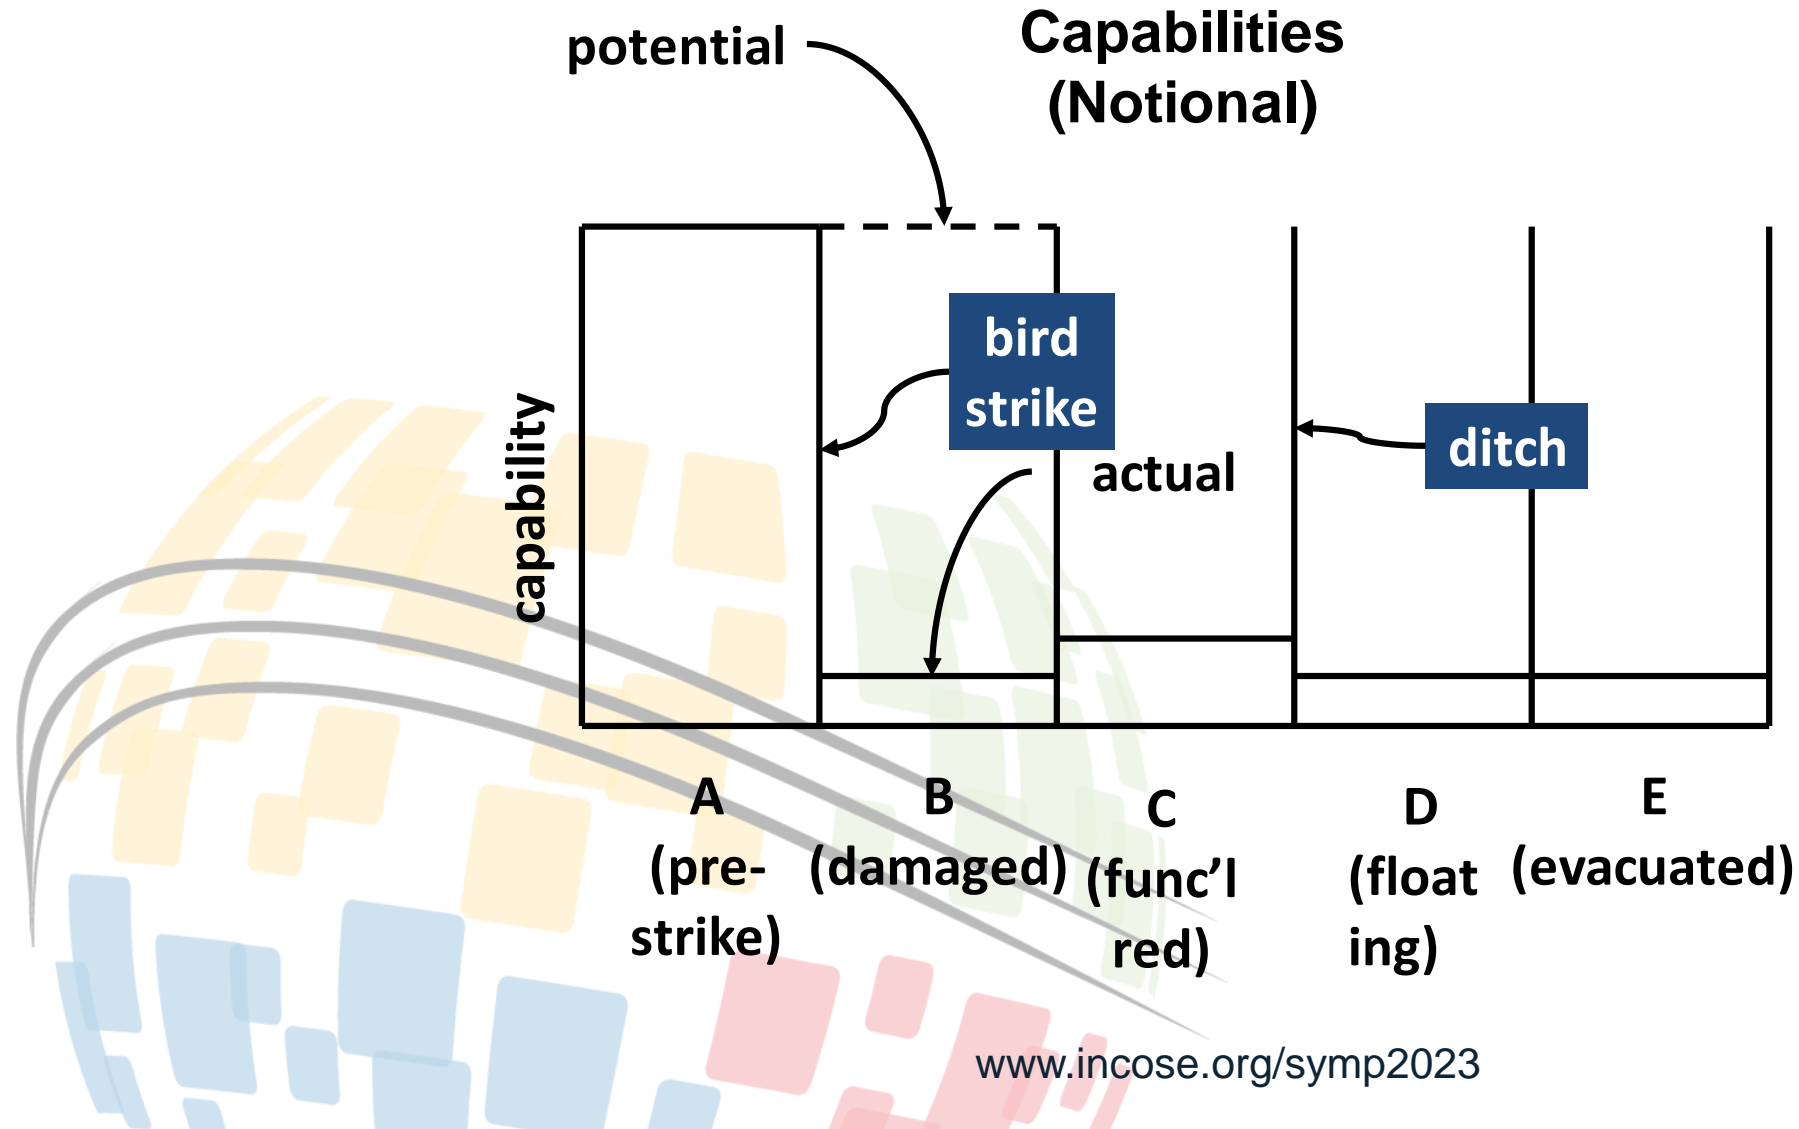 Capabilities
(Notional)
potential
bird
strike
ditch
actual
capability
A
(pre-
strike)
B
(damaged)
C
(func'l
red)
D
(float
ing)
E
(evacuated)
www.incose.org/symp2023